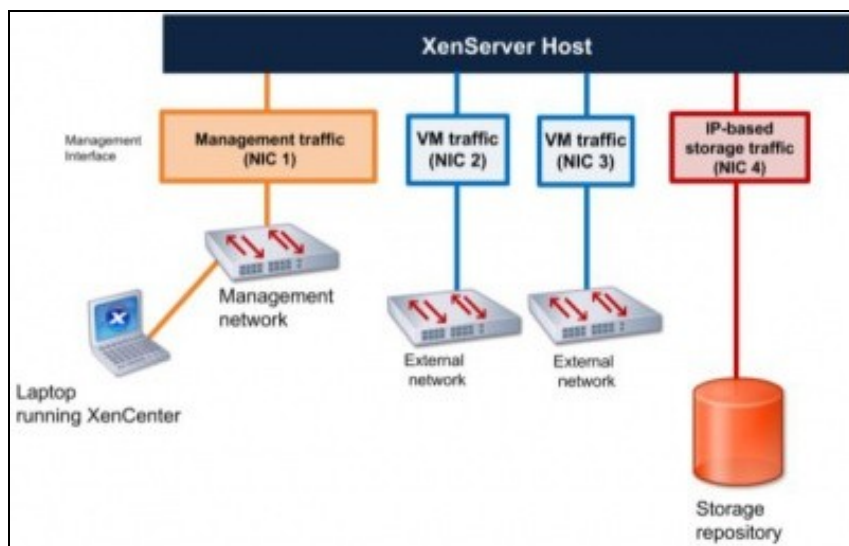 XenServer Host
Management
Interface
Management traffic
(NIC 1)
VM traffic
(NIC 2)
VM traffic
(NIC 3)
IP-based
storage traffic
(NIC 4)
Management
network
External
network
External
network
Laptop
running XenCenter
Storage
repository